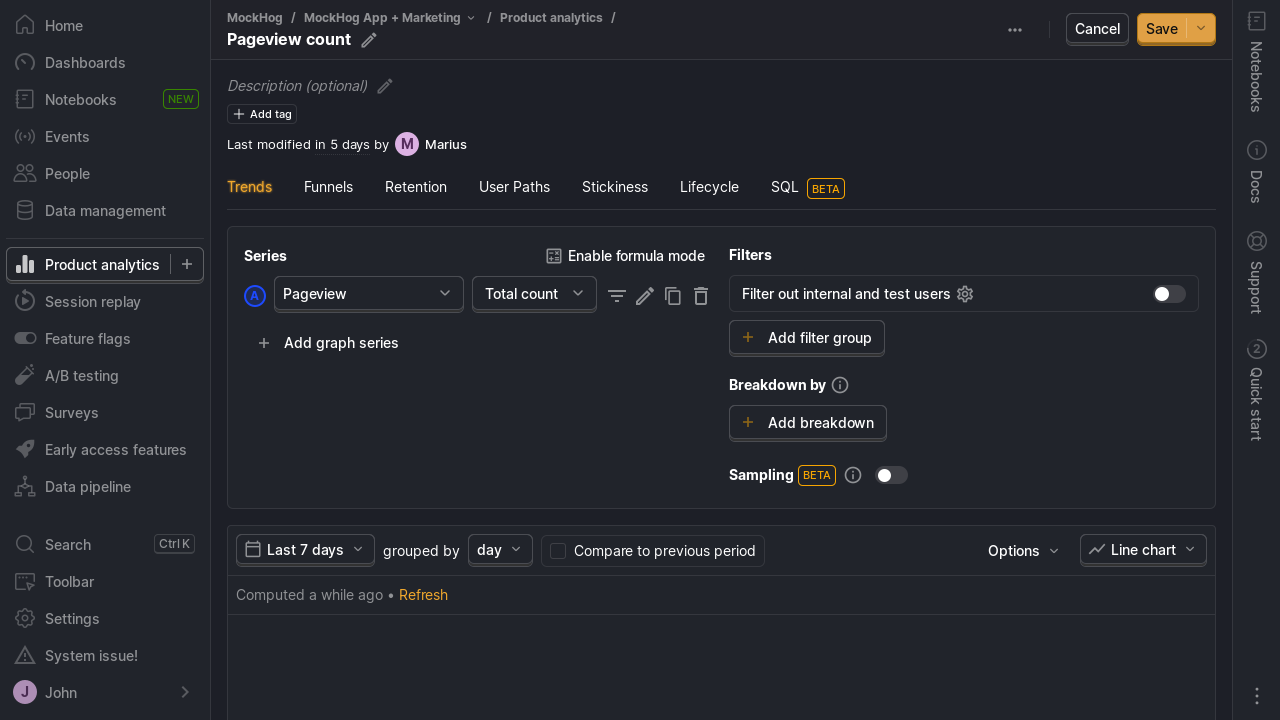 Home
Dashboards
Notebooks NEW
Events
People
Data management
Product analytics
Session replay
Feature flags
A/B testing
Surveys
Early access features
Data pipeline
Search Ctrl K
Toolbar
Settings
System issue!
J John
MockHog / MockHog App + Marketing / Product analytics /
Pageview count
Cancel Save
Description (optional)
Add tag
Last modified in 5 days by M Marius
Trends Funnels Retention User Paths Stickiness Lifecycle SQL BETA
Series Enable formula mode
A Pageview Total count
Add graph series
Filters
Filter out internal and test users
Add filter group
Breakdown by
Add breakdown
Sampling BETA
Last 7 days grouped by day Compare to previous period Options Line chart
Computed a while ago • Refresh
Notebooks
Docs
Support
2 Quick start